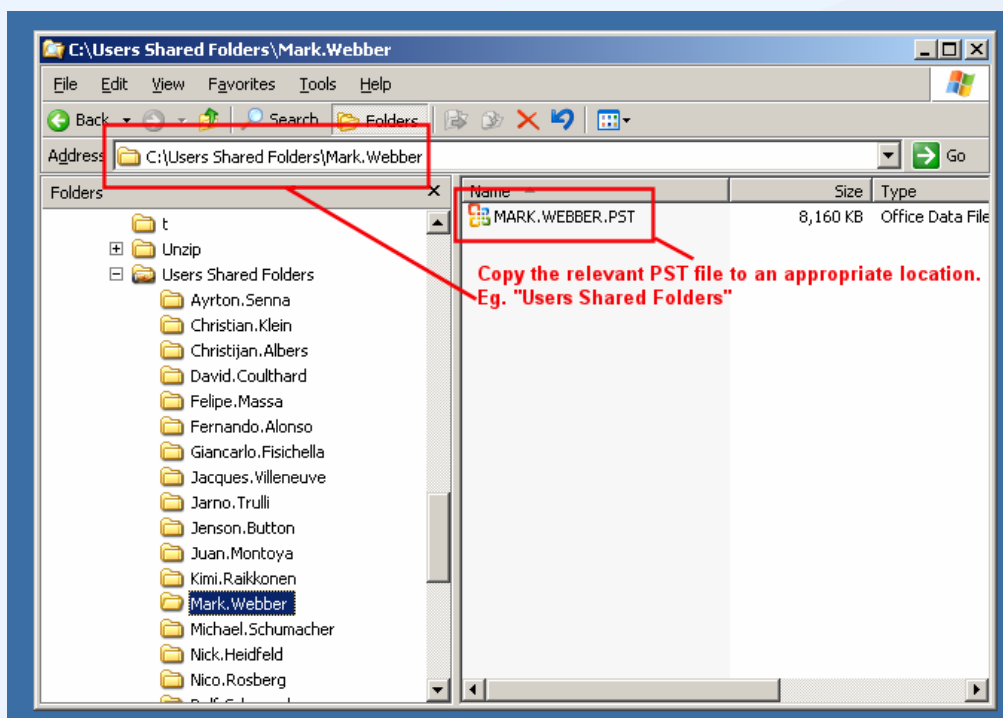 C:\Users Shared Folders\Mark.Webber
File Edit View Favorites Tools Help
Back Search Folders
Address C:\Users Shared Folders\Mark.Webber Go
Folders
Name Size Type
t
Unzip
Users Shared Folders
Ayrton.Senna
Christian.Klein
Christijan.Albers
David.Coulthard
Felipe.Massa
Fernando.Alonso
Giancarlo.Fisichella
Jacques.Villeneuve
Jarno.Trulli
Jenson.Button
Juan.Montoya
Kimi.Raikkonen
Mark.Webber
Michael.Schumacher
Nick.Heidfeld
Nico.Rosberg
MARK.WEBBER.PST 8,160 KB Office Data File
Copy the relevant PST file to an appropriate location.
Eg. "Users Shared Folders"